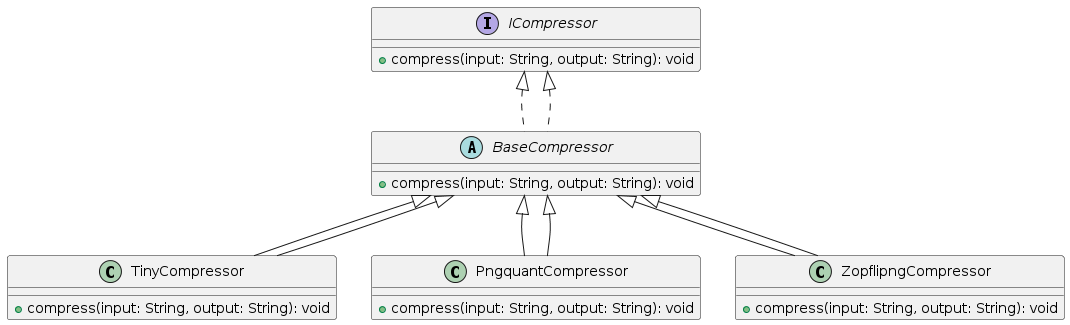 I ICompressor
compress(input: String, output: String): void
A BaseCompressor
compress(input: String, output: String): void
C TinyCompressor
compress(input: String, output: String): void
C PngquantCompressor
compress(input: String, output: String): void
C ZopflipngCompressor
compress(input: String, output: String): void